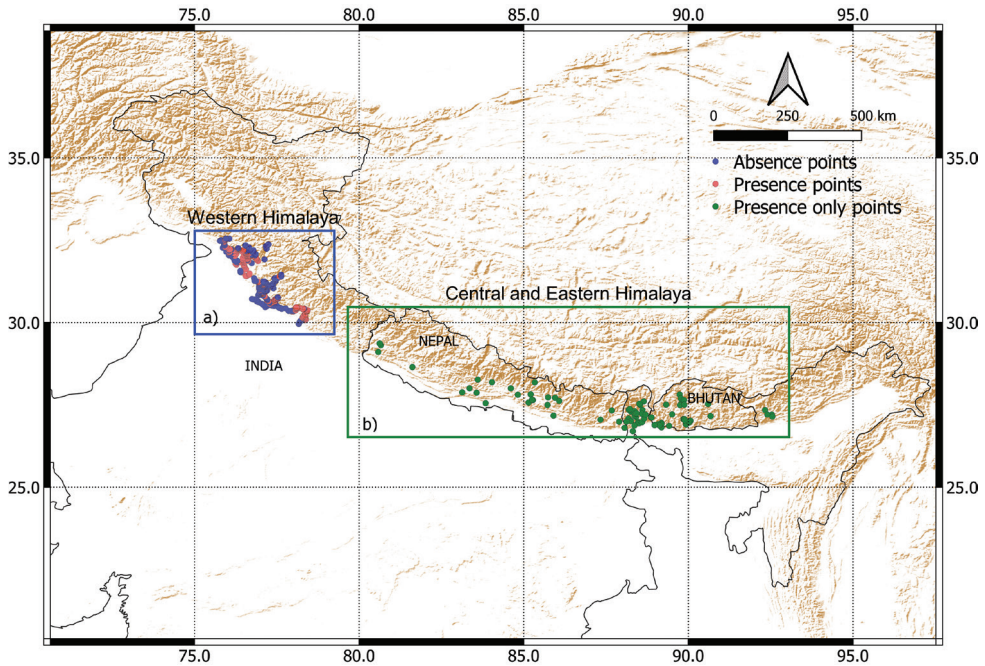 75.0 80.0 85.0 90.0 95.0
0 250 500 km
35.0 35.0
Absence points
Presence points
Presence only points
Western Himalaya
Central and Eastern Himalaya
a)
30.0 30.0
NEPAL
INDIA
BHUTAN
b)
25.0 25.0
75.0 80.0 85.0 90.0 95.0